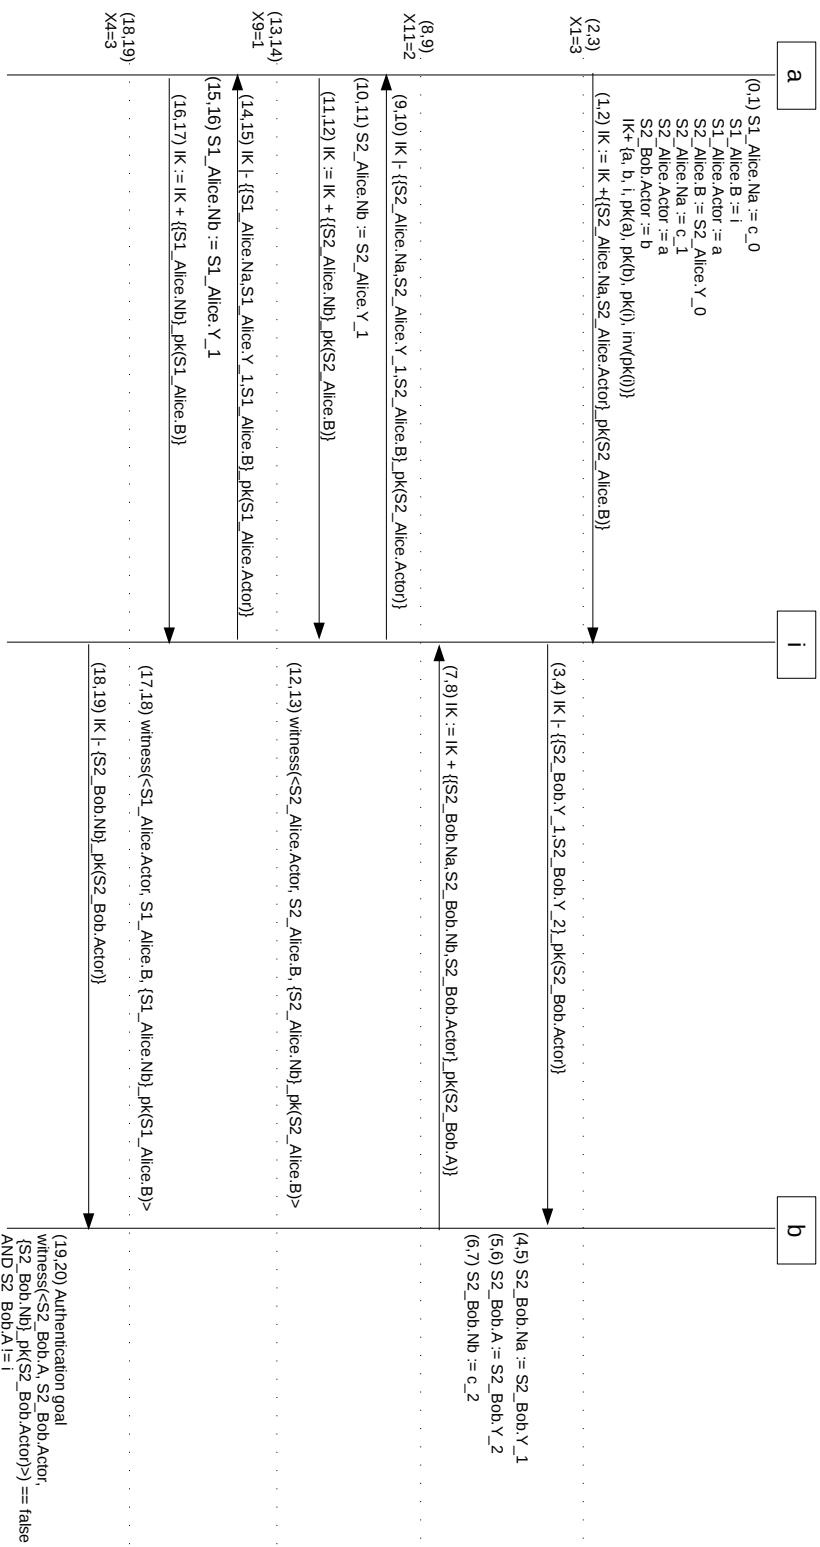 a
i
b
(0,1) S1_Alice.Na := c_0
S1_Alice.B := i
S1_Alice.Actor := a
S2_Alice.B := S2_Alice.Y_0
S2_Alice.Na := c_1
S2_Alice.Actor := a
S2_Bob.Actor := b
IK+ {a, b, i, pk(a), pk(b), pk(i), inv(pk(i))}
(1,2) IK := IK +{{S2_Alice.Na,S2_Alice.Actor}_pk(S2_Alice.B)}
(2,3)
X1=3
(3,4) IK |- {{S2_Bob.Y_1,S2_Bob.Y_2}_pk(S2_Bob.Actor)}
(4,5) S2_Bob.Na := S2_Bob.Y_1
(5,6) S2_Bob.A := S2_Bob.Y_2
(6,7) S2_Bob.Nb := c_2
(7,8) IK := IK + {{S2_Bob.Na,S2_Bob.Nb,S2_Bob.Actor}_pk(S2_Bob.A)}
(8,9)
X11=2
(9,10) IK |- {{S2_Alice.Na,S2_Alice.Y_1,S2_Alice.B}_pk(S2_Alice.Actor)}
(10,11) S2_Alice.Nb := S2_Alice.Y_1
(11,12) IK := IK + {{S2_Alice.Nb}_pk(S2_Alice.B)}
(12,13) witness(<S2_Alice.Actor, S2_Alice.B, {S2_Alice.Nb}_pk(S2_Alice.B)>
(13,14)
X9=1
(14,15) IK |- {{S1_Alice.Na,S1_Alice.Y_1,S1_Alice.B}_pk(S1_Alice.Actor)}
(15,16) S1_Alice.Nb := S1_Alice.Y_1
(16,17) IK := IK + {{S1_Alice.Nb}_pk(S1_Alice.B)}
(17,18) witness(<S1_Alice.Actor, S1_Alice.B, {S1_Alice.Nb}_pk(S1_Alice.B)>
(18,19)
X4=3
(18,19) IK |- {S2_Bob.Nb}_pk(S2_Bob.Actor)}
(19,20) Authentication goal
witness(<S2_Bob.A, S2_Bob.Actor,
{S2_Bob.Nb}_pk(S2_Bob.Actor)>) == false
AND S2_Bob.A != i